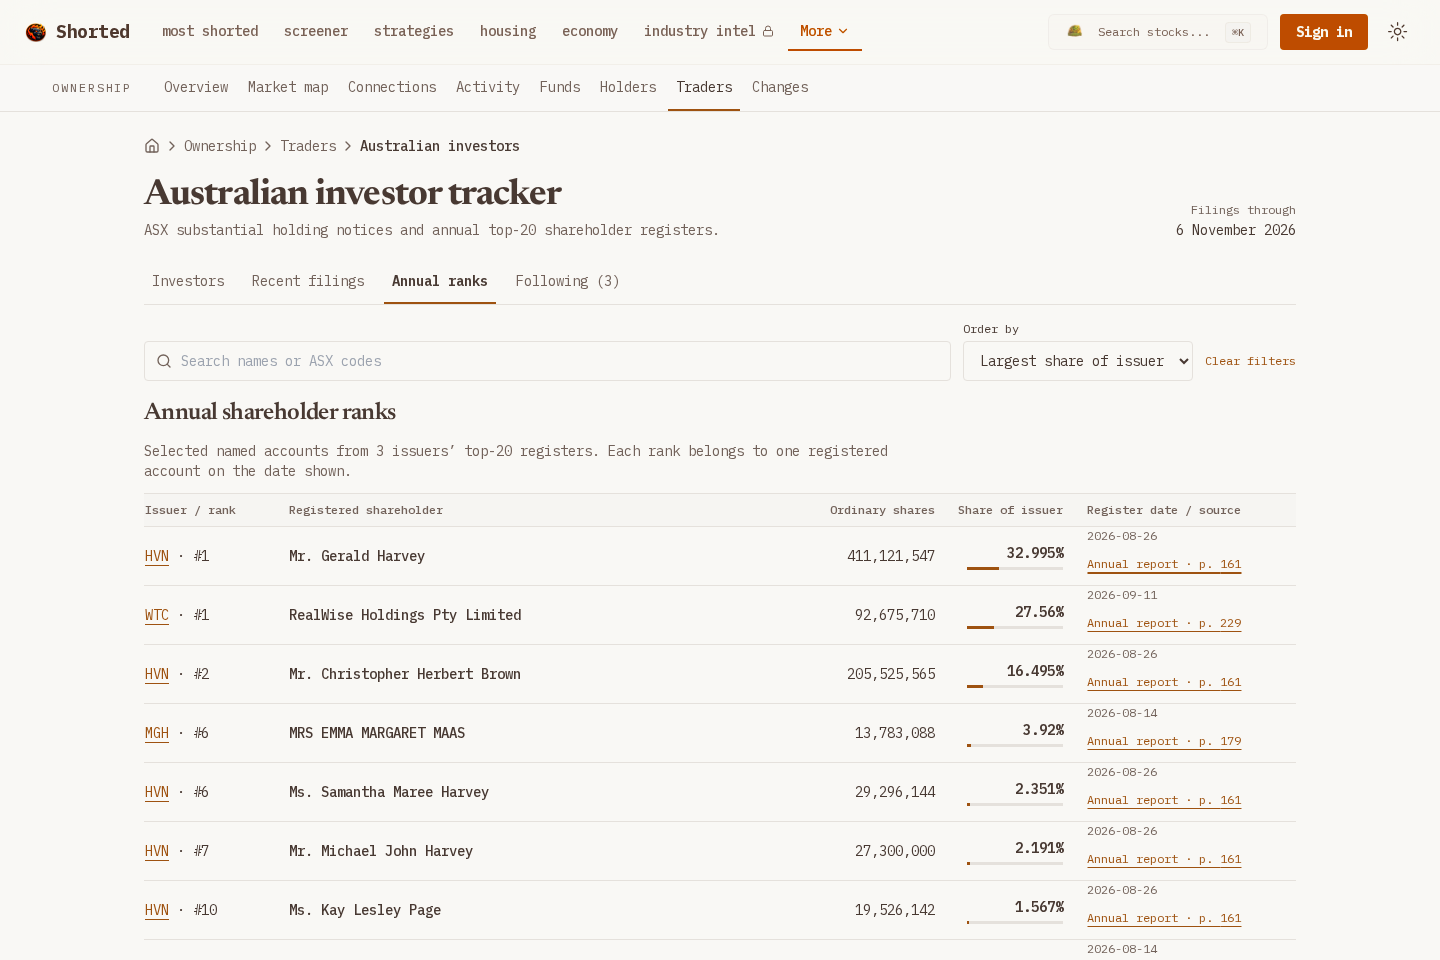 Shorted
most shorted screener strategies housing economy industry intel More
Search stocks... ⌘K
Sign in
OWNERSHIP Overview Market map Connections Activity Funds Holders Traders Changes
Ownership Traders Australian investors
Australian investor tracker
ASX substantial holding notices and annual top-20 shareholder registers.
Filings through
6 November 2026
Investors Recent filings Annual ranks Following (3)
Order by
Search names or ASX codes
Largest share of issuer
Clear filters
Annual shareholder ranks
Selected named accounts from 3 issuers’ top-20 registers. Each rank belongs to one registered
account on the date shown.
Issuer / rank Registered shareholder Ordinary shares Share of issuer Register date / source
HVN · #1 Mr. Gerald Harvey 411,121,547 32.995% 2026-08-26
Annual report · p. 161
WTC · #1 RealWise Holdings Pty Limited 92,675,710 27.56% 2026-09-11
Annual report · p. 229
HVN · #2 Mr. Christopher Herbert Brown 205,525,565 16.495% 2026-08-26
Annual report · p. 161
MGH · #6 MRS EMMA MARGARET MAAS 13,783,088 3.92% 2026-08-14
Annual report · p. 179
HVN · #6 Ms. Samantha Maree Harvey 29,296,144 2.351% 2026-08-26
Annual report · p. 161
HVN · #7 Mr. Michael John Harvey 27,300,000 2.191% 2026-08-26
Annual report · p. 161
HVN · #10 Ms. Kay Lesley Page 19,526,142 1.567% 2026-08-26
Annual report · p. 161
2026-08-14